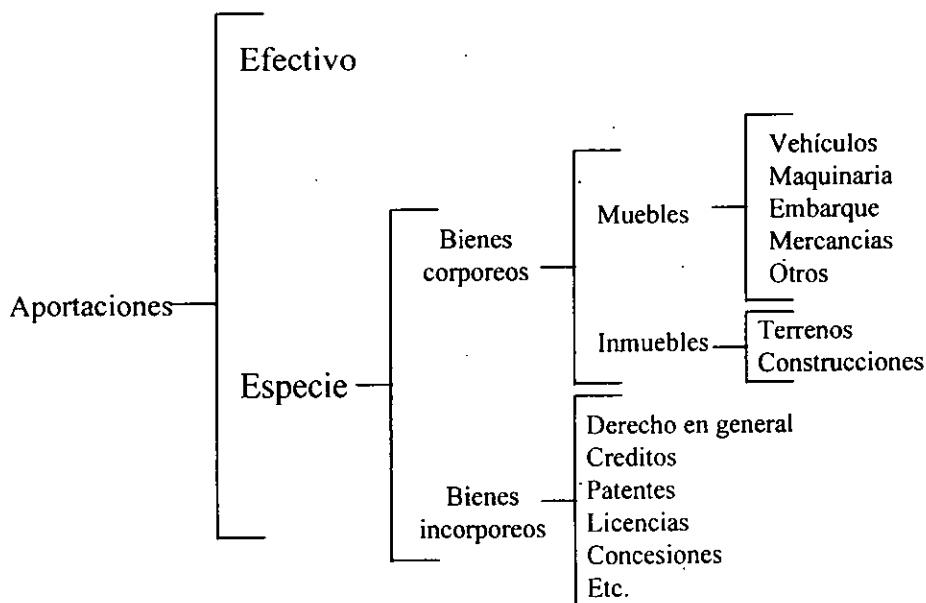 Aportaciones
Efectivo
Especie
Bienes
corporeos
Muebles
Vehículos
Maquinaria
Embarque
Mercancías
Otros
Inmuebles
Terrenos
Construcciones
Bienes
incorporeos
Derecho en general
Creditos
Patentes
Licencias
Concesiones
Etc.